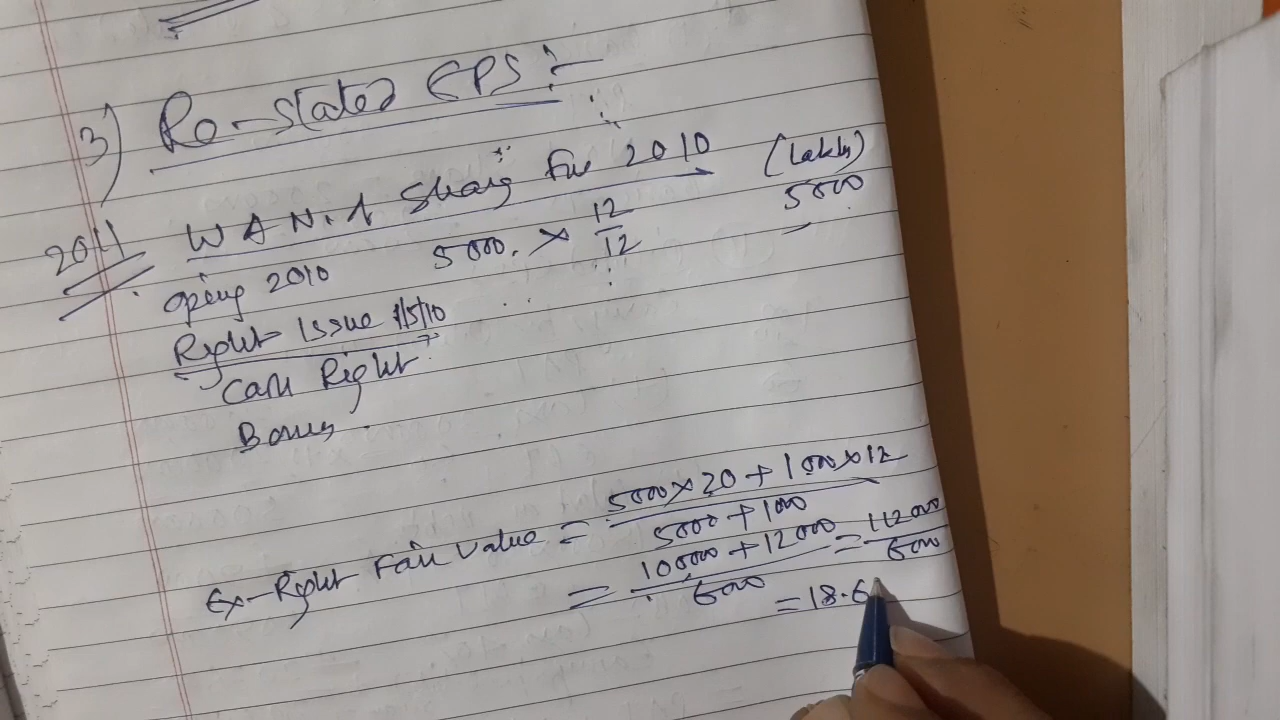 3) Re-stated EPS:-
2011 W A N. of Shares for 2010 (lakhs)
Opening 2010 5000. × 12/12 5000
Right Issue 1/5/10
Cash Right
Bonus.
Ex-Right Fair Value = 5000×20 + 1000×12 / 5000 + 1000
= 100000 + 12000 / 6000 = 112000 / 6000
= 18.6